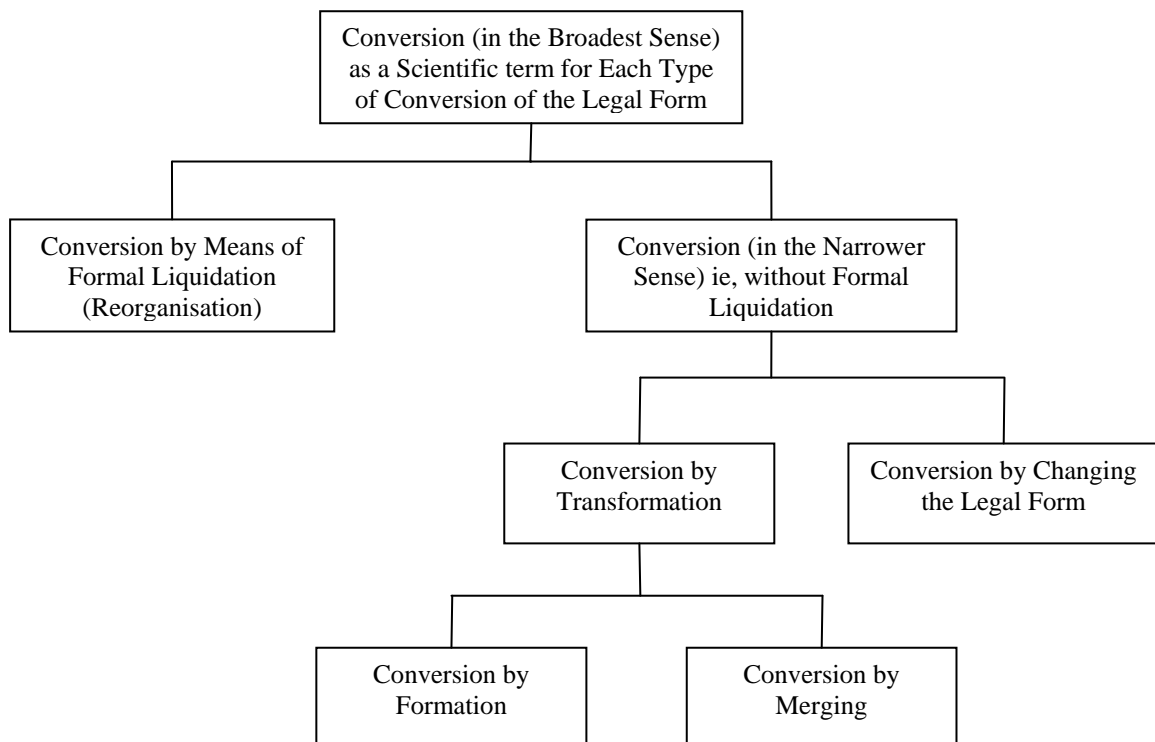 Conversion (in the Broadest Sense)
as a Scientific term for Each Type
of Conversion of the Legal Form
Conversion by Means of
Formal Liquidation
(Reorganisation)
Conversion (in the Narrower
Sense) ie, without Formal
Liquidation
Conversion by
Transformation
Conversion by Changing
the Legal Form
Conversion by
Formation
Conversion by
Merging